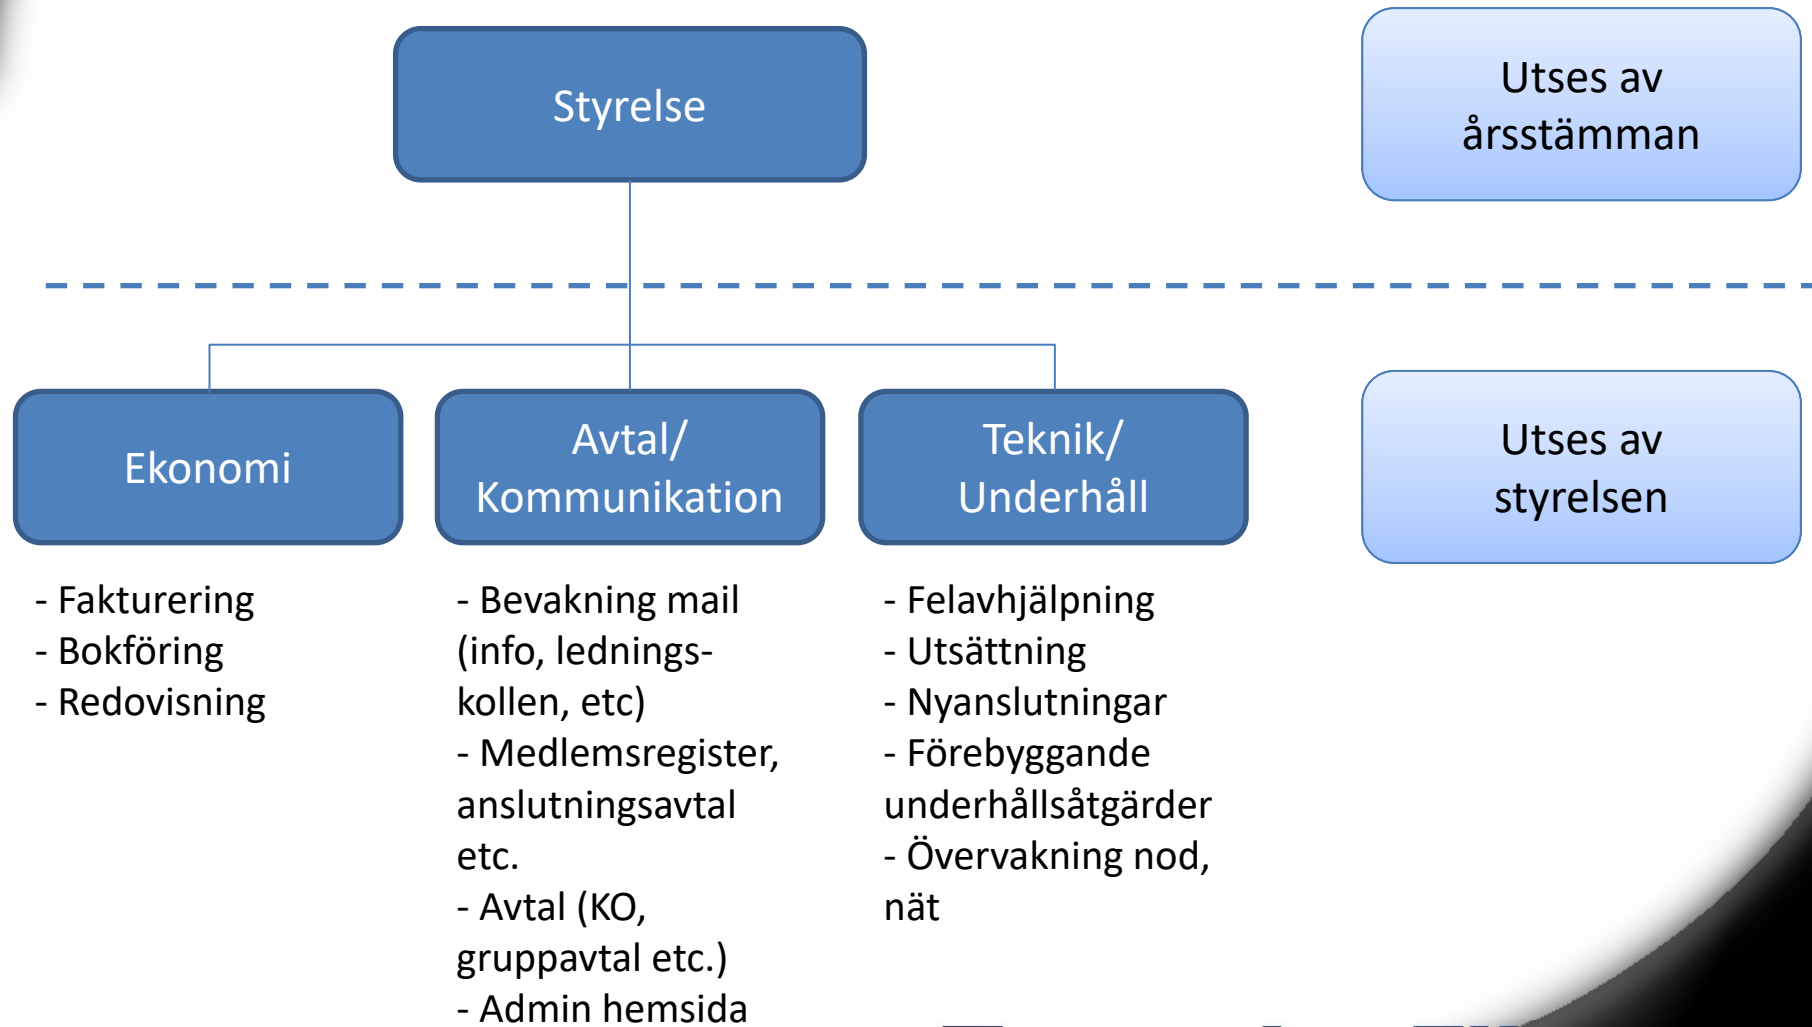 Styrelse
Utses av
årsstämman
Ekonomi
Avtal/
Kommunikation
Teknik/
Underhåll
Utses av
styrelsen
- Fakturering
- Bokföring
- Redovisning
- Bevakning mail
(info, lednings-
kollen, etc)
- Medlemsregister,
anslutningsavtal
etc.
- Avtal (KO,
gruppavtal etc.)
- Admin hemsida
- Felavhjälpning
- Utsättning
- Nyanslutningar
- Förebyggande
underhållsåtgärder
- Övervakning nod,
nät